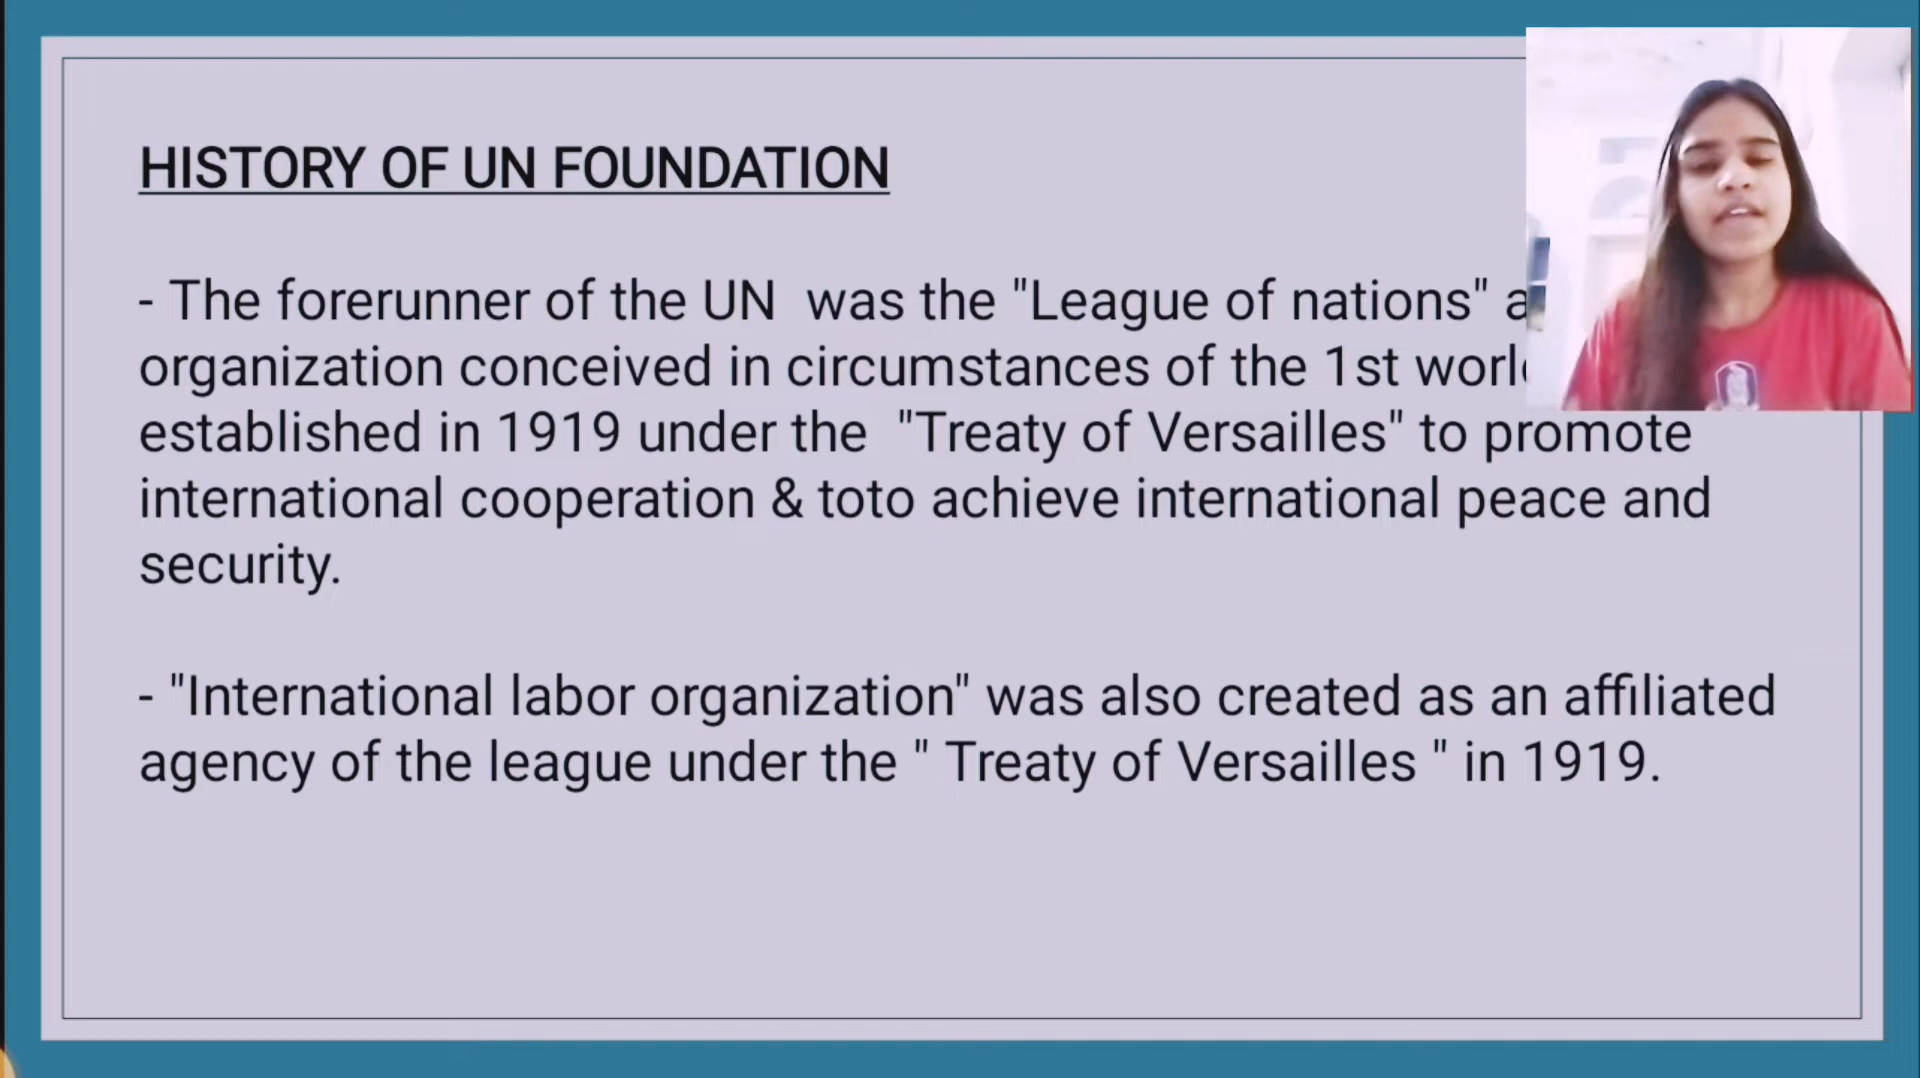 HISTORY OF UN FOUNDATION
- The forerunner of the UN was the "League of nations"
organization conceived in circumstances of the 1st
established in 1919 under the "Treaty of Versailles" to promote
international cooperation & toto achieve international peace and
security.
- "International labor organization" was also created as an affiliated
agency of the league under the " Treaty of Versailles " in 1919.